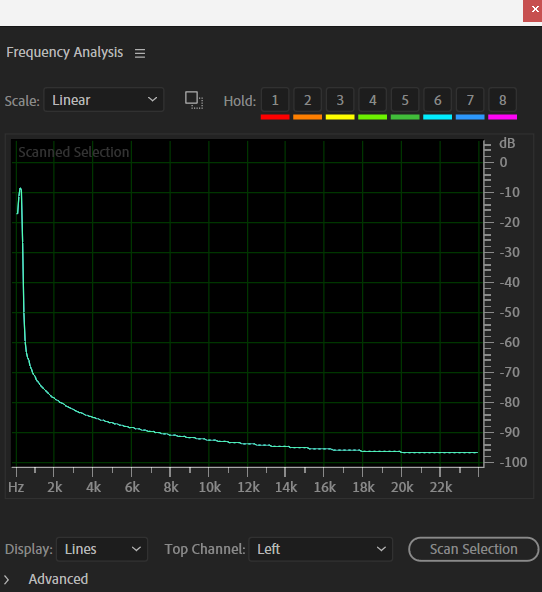 Frequency Analysis
Scale: Linear Hold: 1 2 3 4 5 6 7 8
Scanned Selection
dB
0
-10
-20
-30
-40
-50
-60
-70
-80
-90
-100
Hz 2k 4k 6k 8k 10k 12k 14k 16k 18k 20k 22k
Display: Lines Top Channel: Left Scan Selection
Advanced